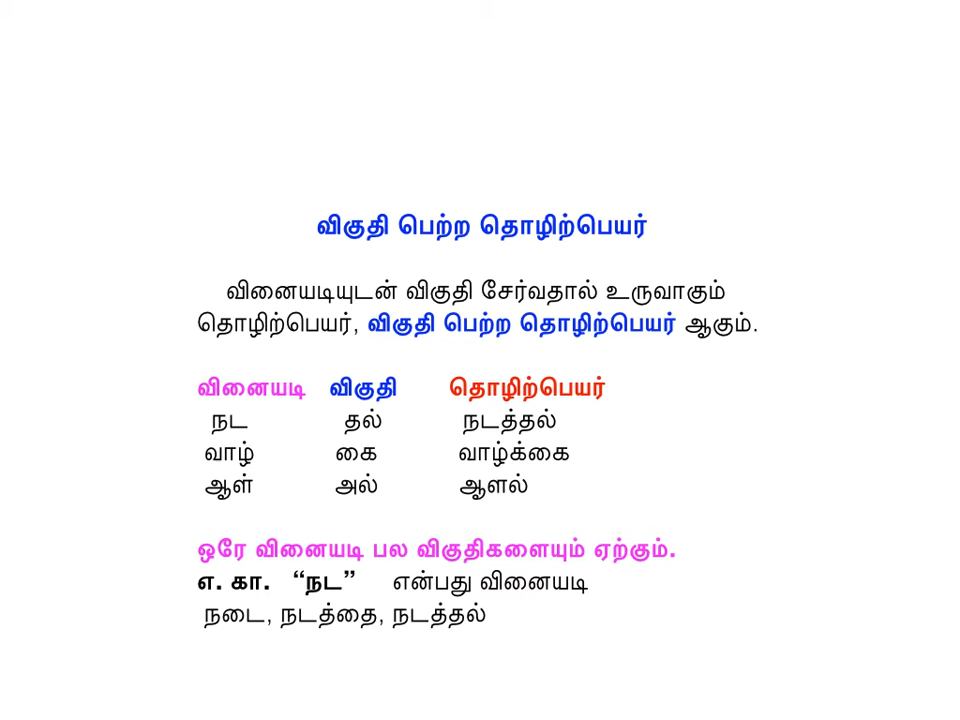 விகுதி பெற்ற தொழிற்பெயர்
வினையடியுடன் விகுதி சேர்வதால் உருவாகும்
தொழிற்பெயர், விகுதி பெற்ற தொழிற்பெயர் ஆகும்.
வினையடி விகுதி தொழிற்பெயர்
நட தல் நடத்தல்
வாழ் கை வாழ்க்கை
ஆள் அல் ஆளல்
ஒரே வினையடி பல விகுதிகளையும் ஏற்கும்.
எ. கா. “நட” என்பது வினையடி
நடை, நடத்தை, நடத்தல்